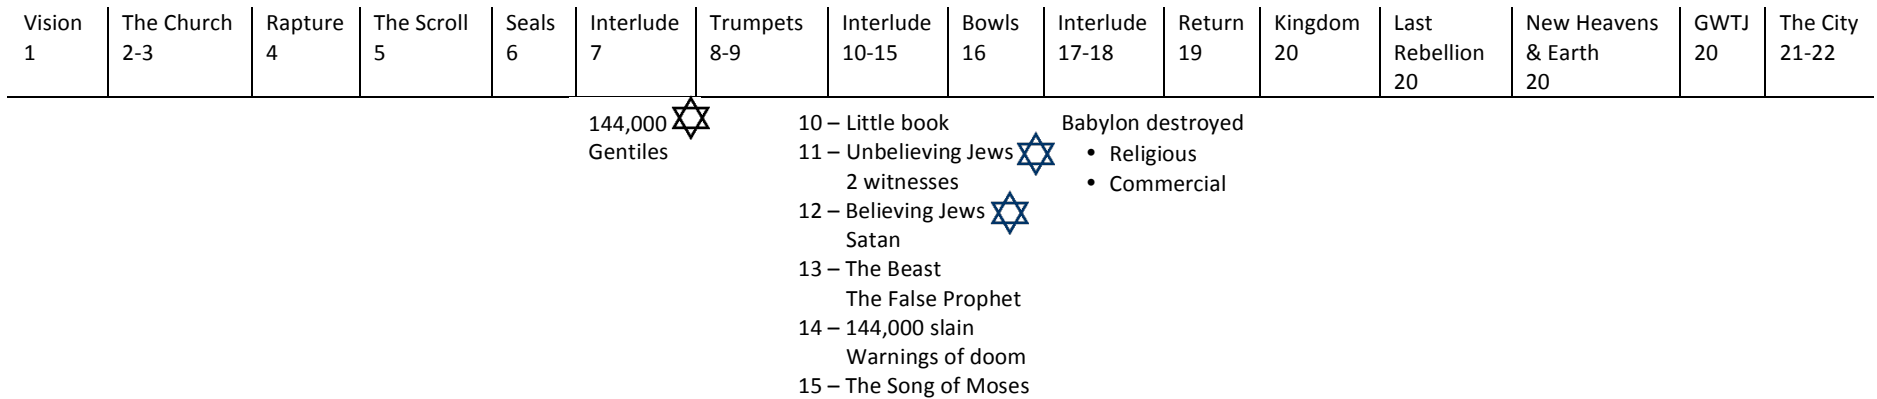 Vision The Church Rapture The Scroll Seals Interlude Trumpets Interlude Bowls Interlude Return Kingdom Last New Heavens GWTJ The City
1 2-3 4 5 6 7 8-9 10-15 16 17-18 19 20 Rebellion & Earth 20 21-22
20 20
144,000
Gentiles
10 – Little book
11 – Unbelieving Jews
2 witnesses
12 – Believing Jews
Satan
13 – The Beast
The False Prophet
14 – 144,000 slain
Warnings of doom
15 – The Song of Moses
Babylon destroyed
• Religious
• Commercial